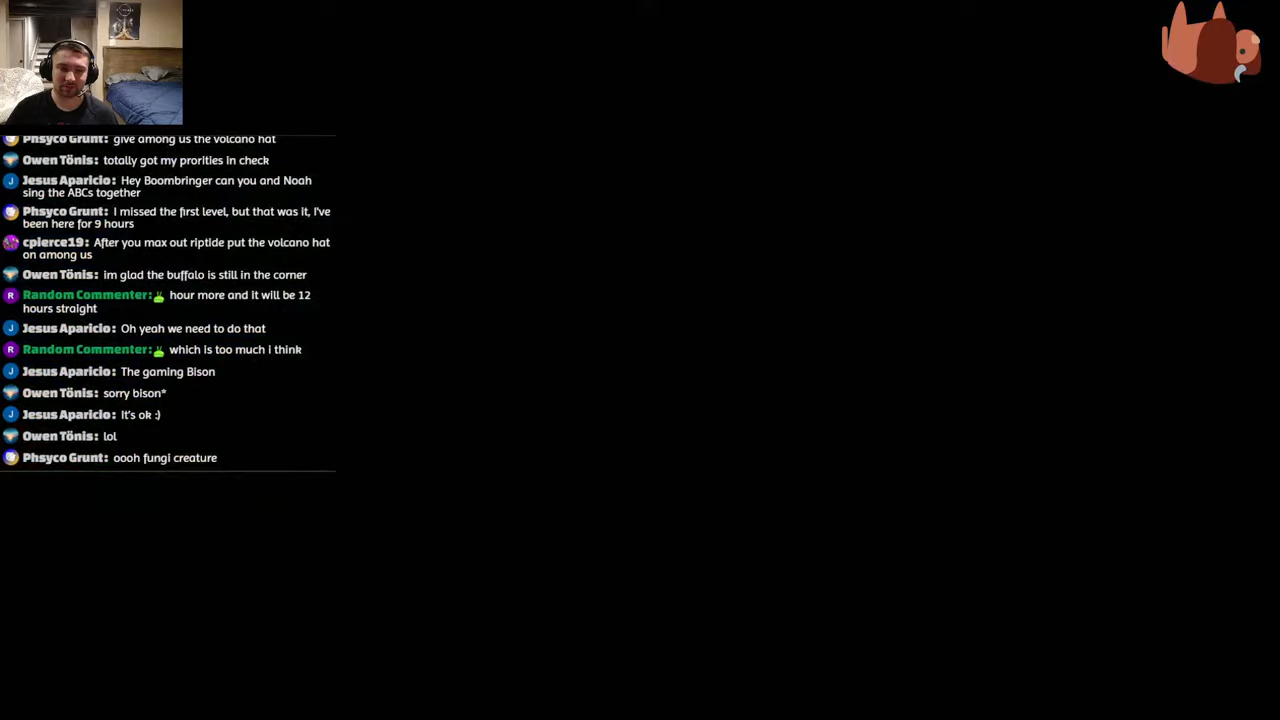 Phsyco Grunt: give among us the volcano hat
Owen Tönis: totally got my prorities in check
J Jesus Aparicio: Hey Boombringer can you and Noah
sing the ABCs together
Phsyco Grunt: I missed the first level, but that was it, I've
been here for 9 hours
cpierce19: After you max out riptide put the volcano hat
on among us
Owen Tönis: im glad the buffalo is still in the corner
R Random Commenter: hour more and it will be 12
hours straight
J Jesus Aparicio: Oh yeah we need to do that
R Random Commenter: which is too much i think
J Jesus Aparicio: The gaming Bison
Owen Tönis: sorry bison*
J Jesus Aparicio: It's ok :)
Owen Tönis: lol
Phsyco Grunt: oooh fungi creature